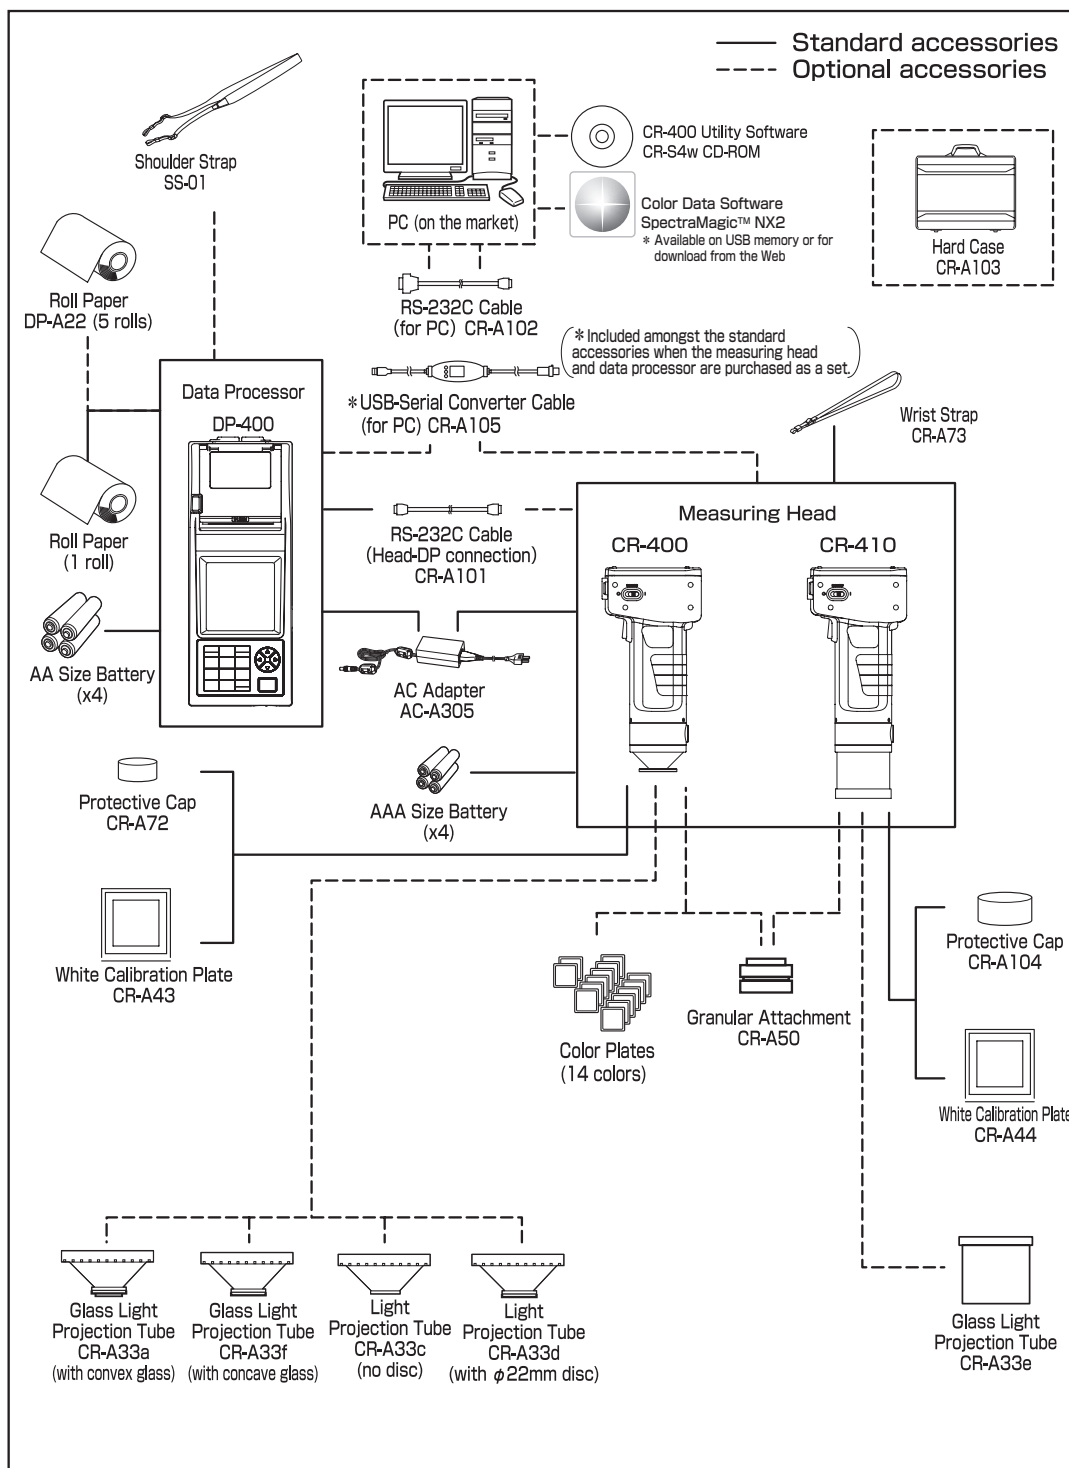 Standard accessories
Optional accessories
Shoulder Strap
SS-01
PC (on the market)
CR-400 Utility Software
CR-S4w CD-ROM
Color Data Software
SpectraMagic™ NX2
* Available on USB memory or for
download from the Web
Hard Case
CR-A103
Roll Paper
DP-A22 (5 rolls)
RS-232C Cable
(for PC) CR-A102
(* Included amongst the standard
accessories when the measuring head
and data processor are purchased as a set.)
Data Processor
DP-400
* USB-Serial Converter Cable
(for PC) CR-A105
Wrist Strap
CR-A73
Roll Paper
(1 roll)
RS-232C Cable
(Head-DP connection)
CR-A101
Measuring Head
CR-400
CR-410
AA Size Battery
(x4)
AC Adapter
AC-A305
Protective Cap
CR-A72
AAA Size Battery
(x4)
White Calibration Plate
CR-A43
Color Plates
(14 colors)
Granular Attachment
CR-A50
Protective Cap
CR-A104
White Calibration Plate
CR-A44
Glass Light
Projection Tube
CR-A33a
(with convex glass)
Glass Light
Projection Tube
CR-A33f
(with concave glass)
Light
Projection Tube
CR-A33c
(no disc)
Light
Projection Tube
CR-A33d
(with φ22mm disc)
Glass Light
Projection Tube
CR-A33e